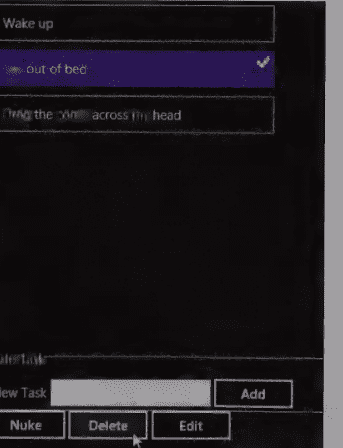 Wake up
out of bed
the across head
New Task
Add
Nuke Delete Edit